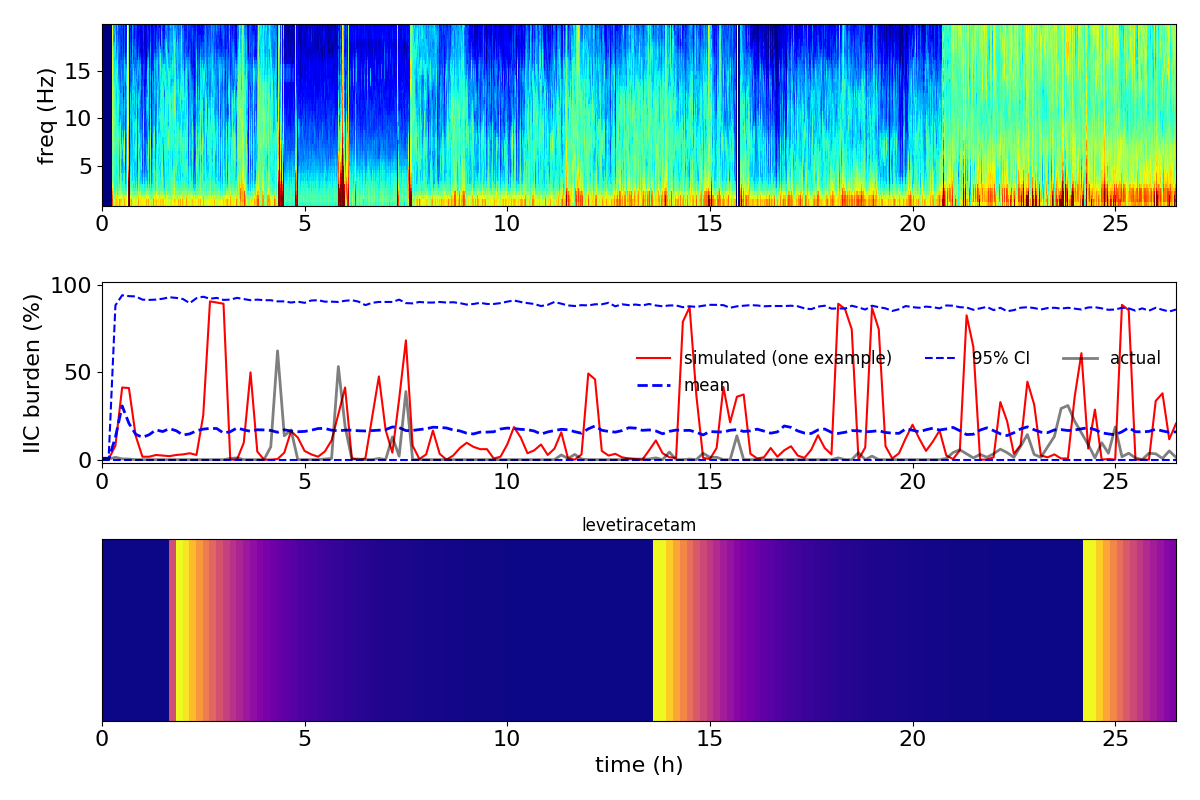 freq (Hz)
15
10
5
0 5 10 15 20 25
IIC burden (%)
100
50
0
simulated (one example) 95% CI actual
mean
0 5 10 15 20 25
levetiracetam
0 5 10 15 20 25
time (h)